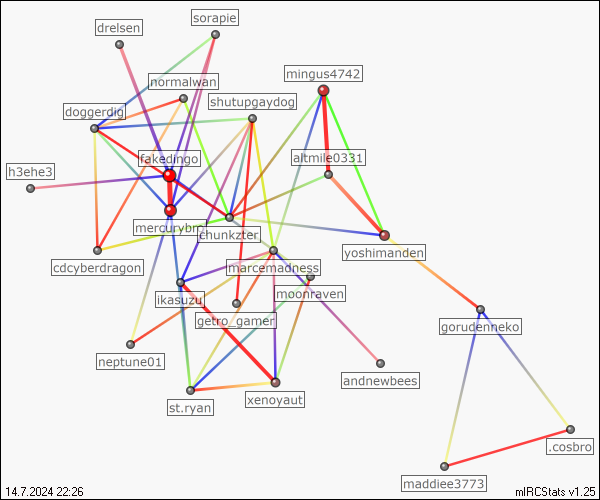 sorapie
drelsen
mingus4742
normalwan
shutupgaydog
doggerdig
altmile0331
fakedingo
h3ehe3
mercurybm
chunkzter
yoshimanden
cdcyberdragon
marcemadness
ikasuzu
moonraven
getro_gamer
gorudenneko
neptune01
andnewbees
st.ryan
xenoyaut
.cosbro
maddiee3773
14.7.2024 22:26
mIRCStats v1.25